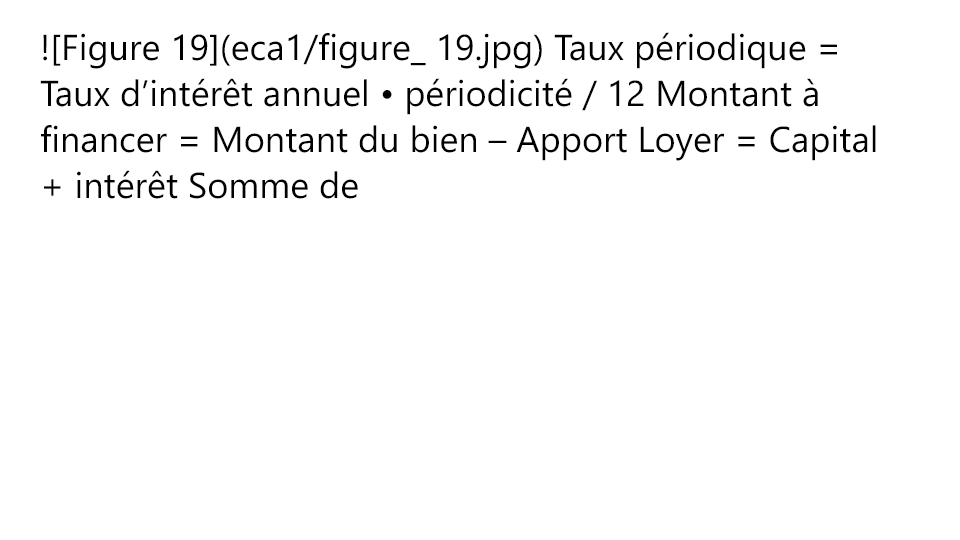 ![Figure 19](eca1/figure_ 19.jpg) Taux périodique =
Taux d’intérêt annuel • périodicité / 12 Montant à
financer = Montant du bien – Apport Loyer = Capital
+ intérêt Somme de